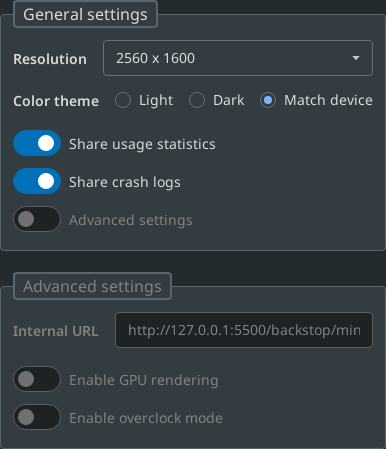 General settings
Resolution 2560 x 1600
Color theme Light Dark Match device
Share usage statistics
Share crash logs
Advanced settings
Advanced settings
Internal URL http://127.0.0.1:5500/backstop/min
Enable GPU rendering
Enable overclock mode